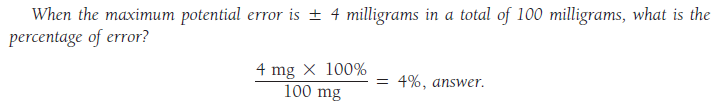 When the maximum potential error is ± 4 milligrams in a total of 100 milligrams, what is the
percentage of error?
4 mg × 100%
100 mg
= 4%, answer.